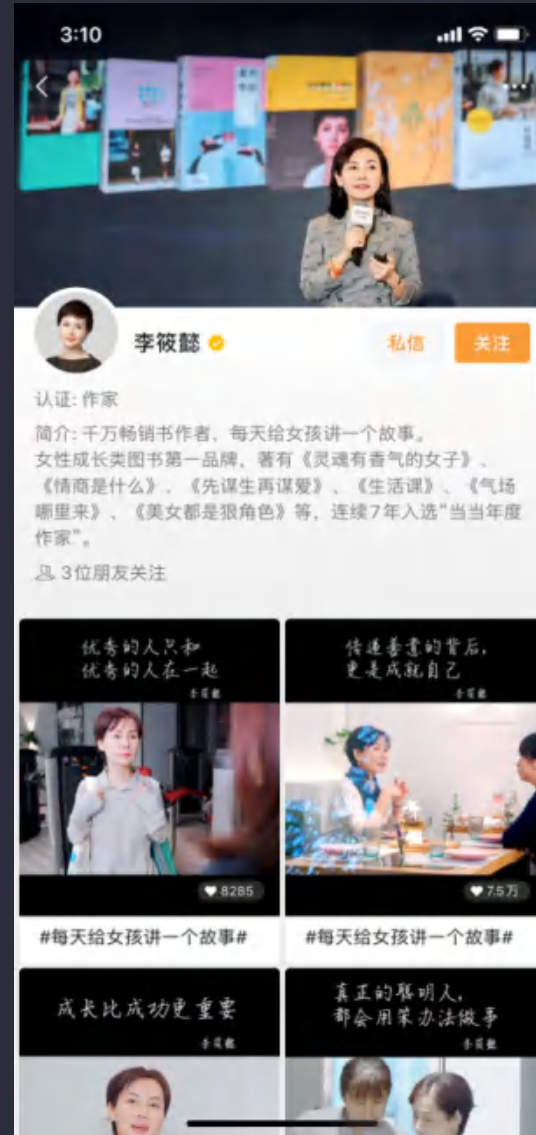 3:10
李筱懿
私信
关注
认证: 作家
简介: 千万畅销书作者，每天给女孩讲一个故事。
女性成长类图书第一品牌，著有《灵魂有香气的女子》、
《情商是什么》、《先谋生再谋爱》、《生活课》、《气场
哪里来》、《美女都是狠角色》等，连续7年入选“当当年度
作家”。
3位朋友关注
优秀的人只和
优秀的人在一起
李筱懿
传递善意的背后，
更是成就自己
李筱懿
8285
7.5万
#每天给女孩讲一个故事#
#每天给女孩讲一个故事#
成长比成功更重要
李筱懿
真正的聪明人，
都会用笨办法做事
李筱懿